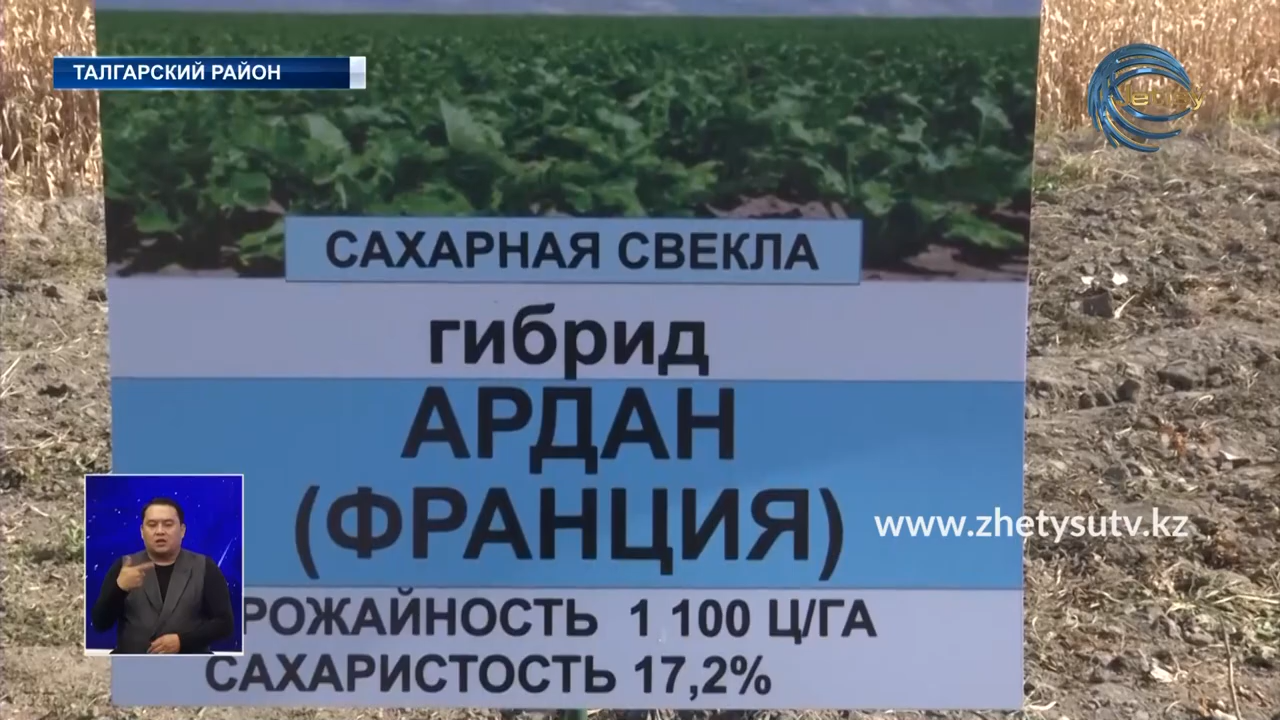 ТАЛГАРСКИЙ РАЙОН
САХАРНАЯ СВЕКЛА
гибрид
АРДАН
(ФРАНЦИЯ)
www.zhetysutv.kz
РОЖАЙНОСТЬ 1 100 Ц/ГА
САХАРИСТОСТЬ 17,2%